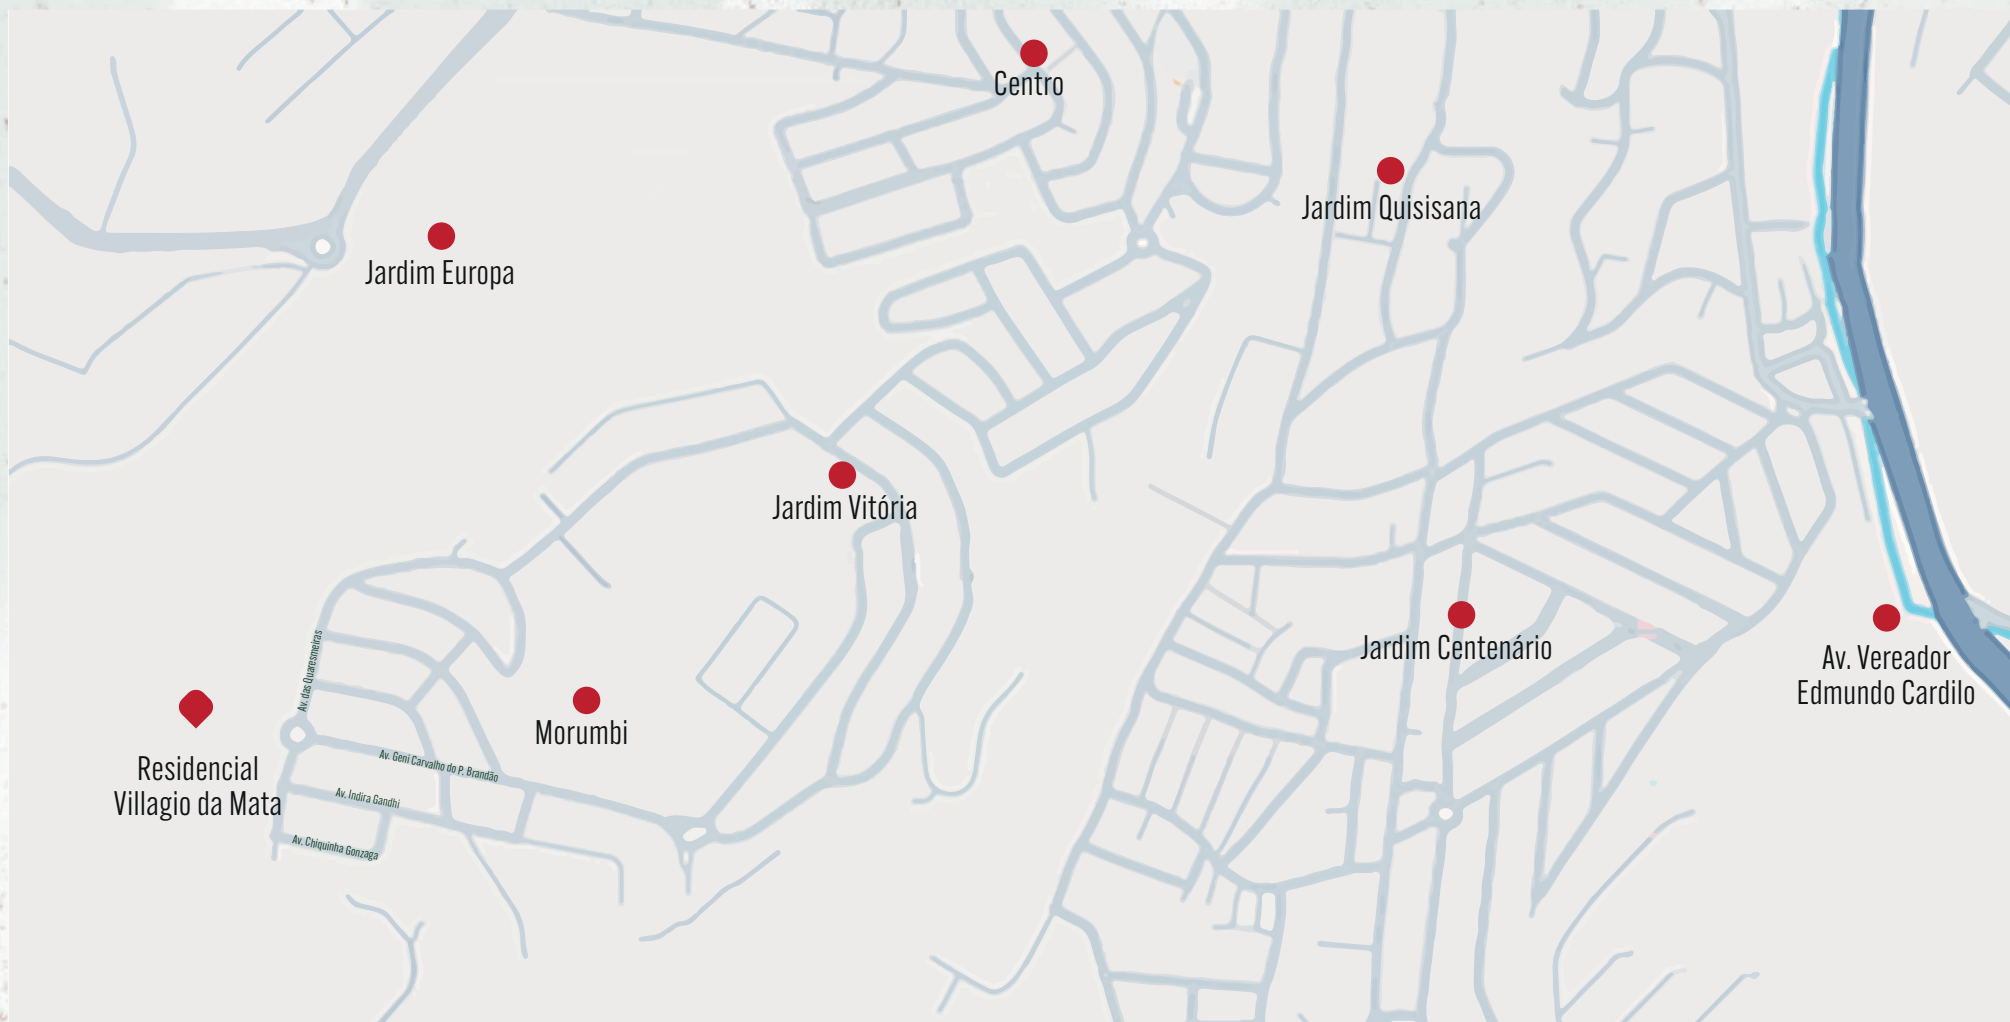 Centro
Jardim Quisisana
Jardim Europa
Jardim Vitória
Jardim Centenário
Av. Vereador
Edmundo Cardilo
Av. das Quaresmeiras
Morumbi
Residencial
Villagio da Mata
Av. Geni Carvalho do P. Brandão
Av. Indira Gandhi
Av. Chiquinha Gonzaga